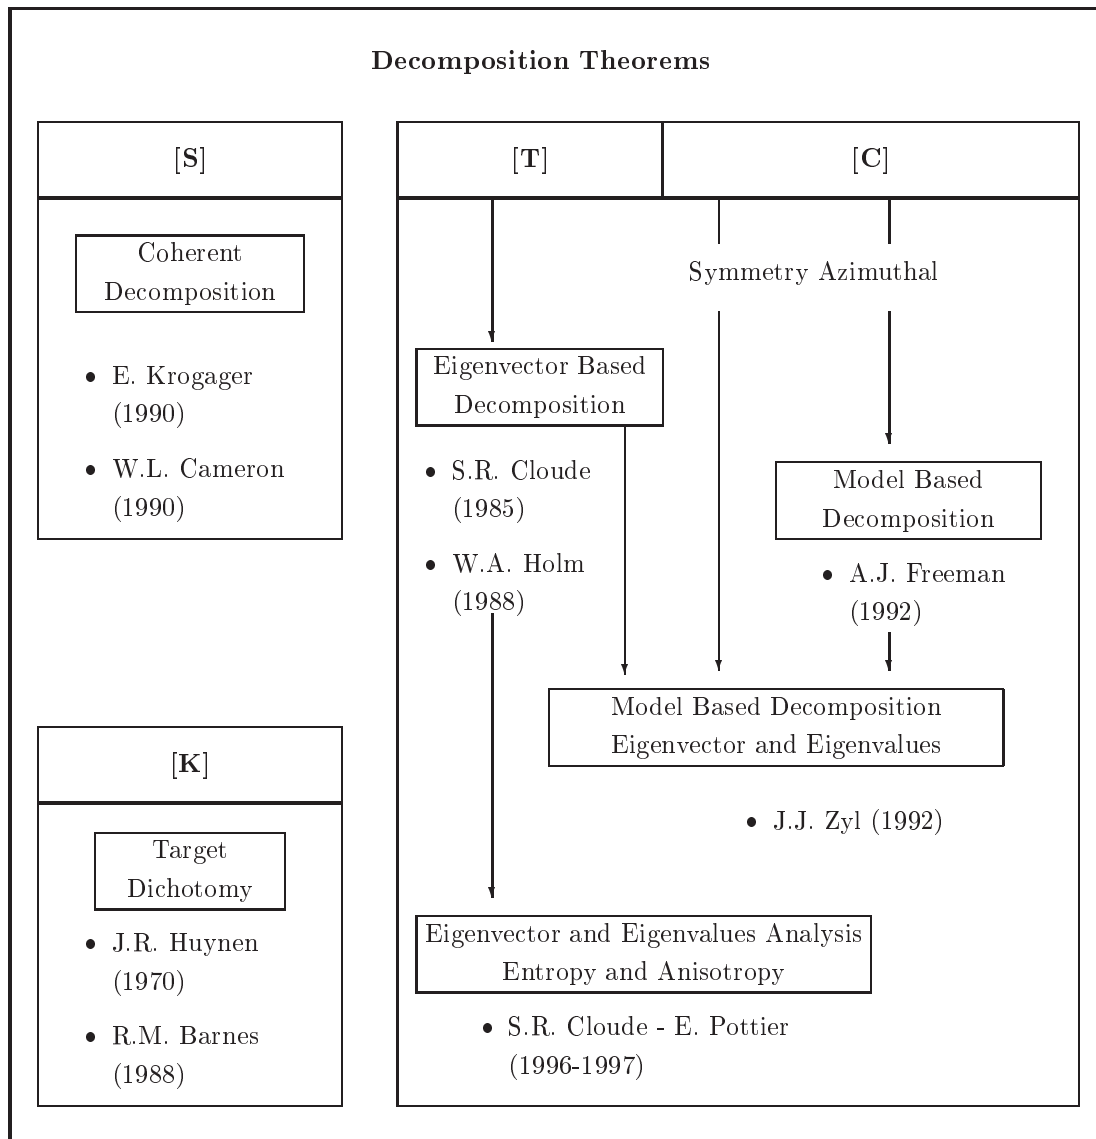 Decomposition Theorems
[S]
Coherent
Decomposition
• E. Krogager
(1990)
• W.L. Cameron
(1990)
[K]
Target
Dichotomy
• J.R. Huynen
(1970)
• R.M. Barnes
(1988)
[T]
[C]
Symmetry Azimuthal
Eigenvector Based
Decomposition
• S.R. Cloude
(1985)
• W.A. Holm
(1988)
Model Based
Decomposition
• A.J. Freeman
(1992)
Model Based Decomposition
Eigenvector and Eigenvalues
• J.J. Zyl (1992)
Eigenvector and Eigenvalues Analysis
Entropy and Anisotropy
• S.R. Cloude - E. Pottier
(1996-1997)